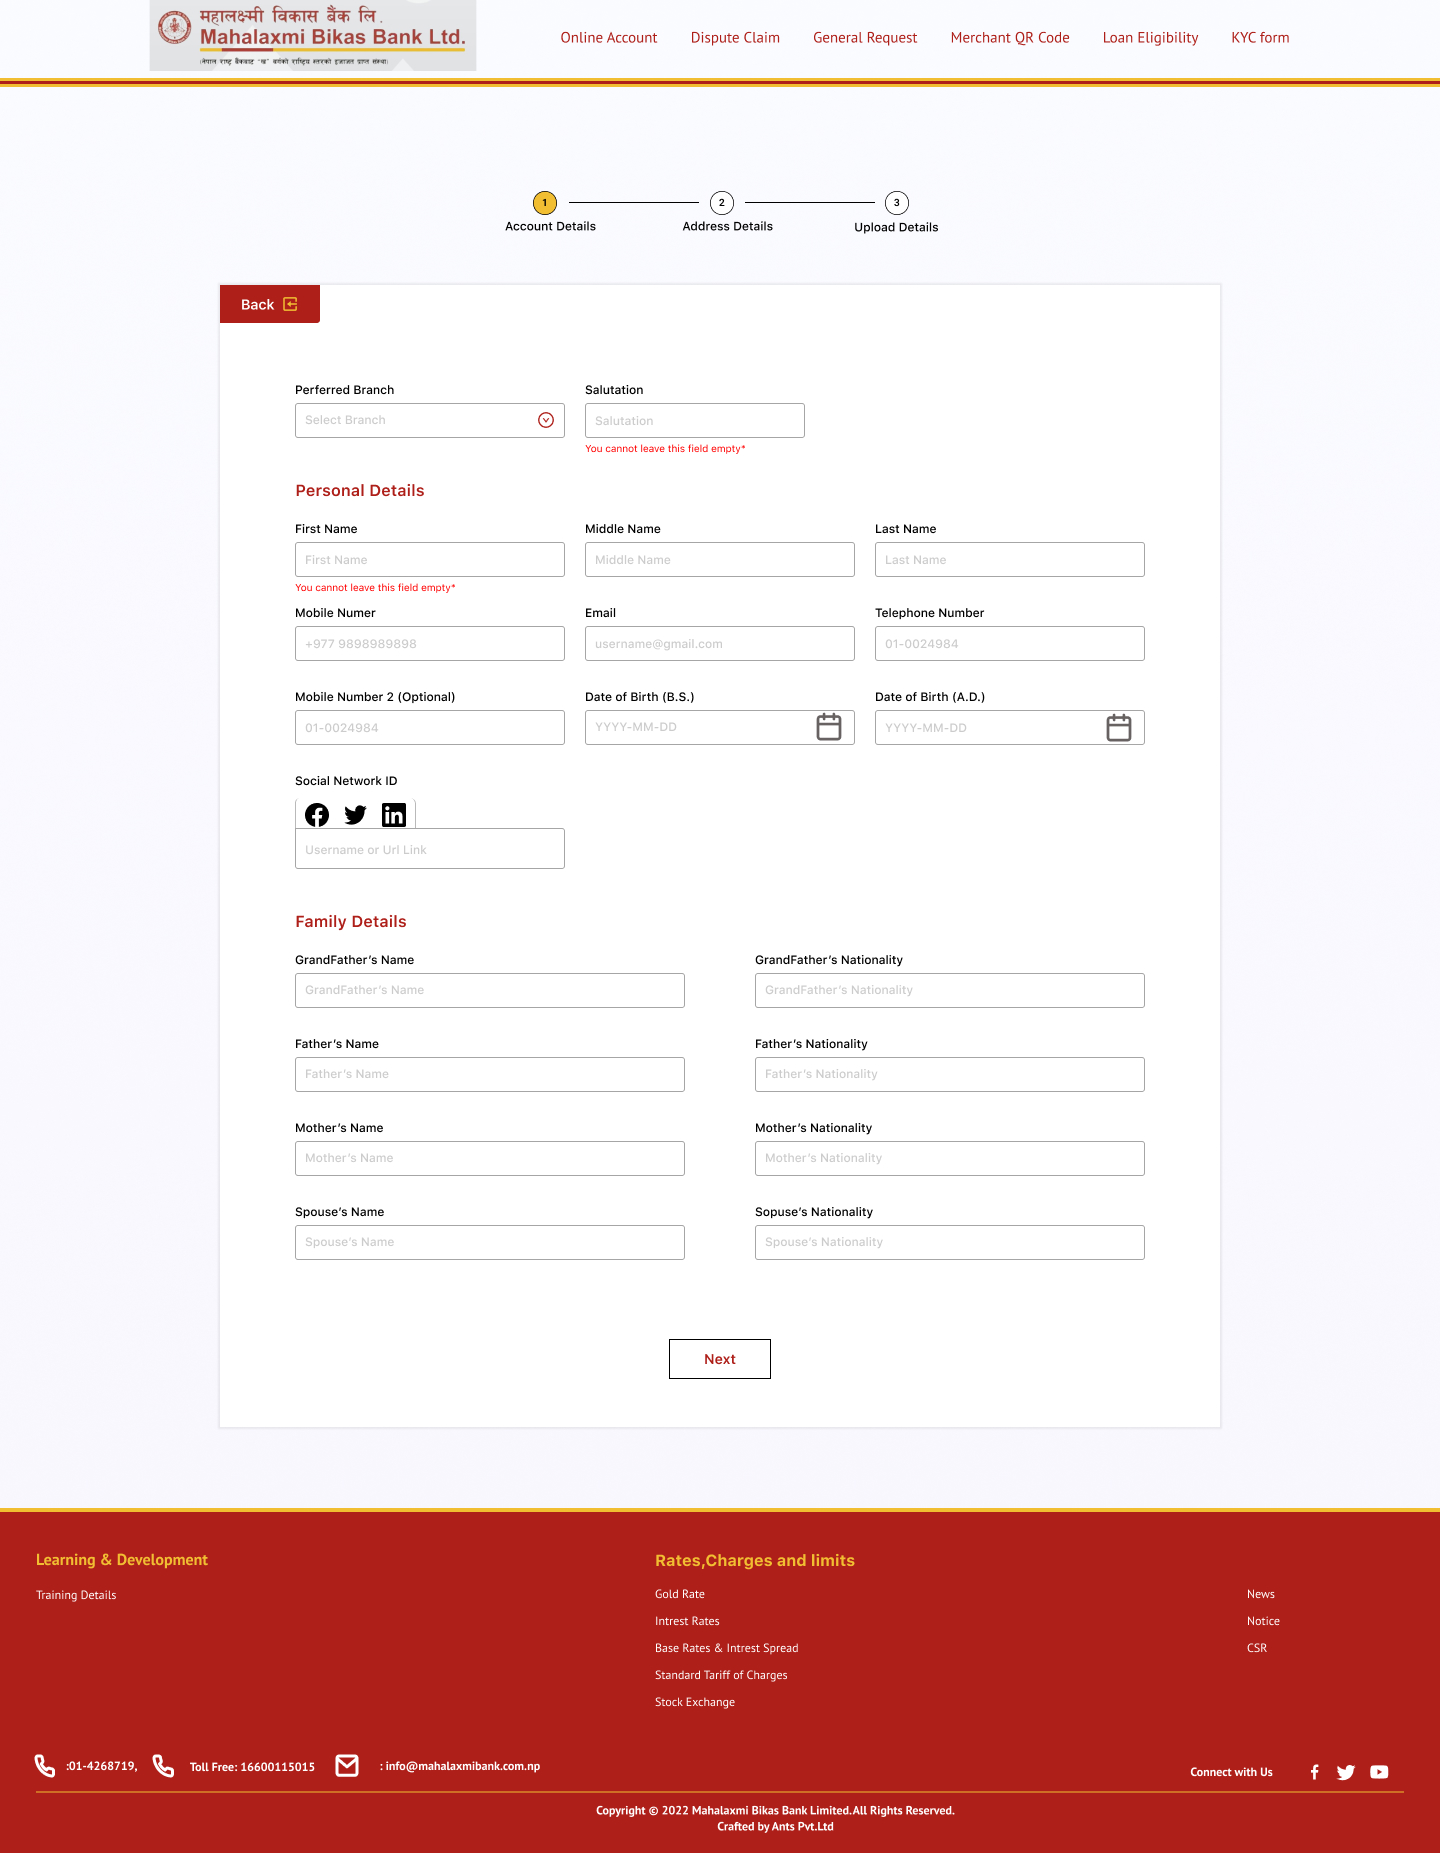 महालक्ष्मी विकास बैंक लि.
Mahalaxmi Bikas Bank Ltd.
(नेपाल राष्ट्र बैंकबाट "ख" वर्गको राष्ट्रिय स्तरको इजाजत प्राप्त संस्था)
Online Account
Dispute Claim
General Request
Merchant QR Code
Loan Eligibility
KYC form
1
2
3
Account Details
Address Details
Upload Details
Back
Perferred Branch
Salutation
Select Branch
Salutation
You cannot leave this field empty*
Personal Details
First Name
Middle Name
Last Name
First Name
Middle Name
Last Name
You cannot leave this field empty*
Mobile Numer
Email
Telephone Number
+977 9898989898
username@gmail.com
01-0024984
Mobile Number 2 (Optional)
Date of Birth (B.S.)
Date of Birth (A.D.)
01-0024984
YYYY-MM-DD
YYYY-MM-DD
Social Network ID
Username or Url Link
Family Details
GrandFather's Name
GrandFather's Nationality
GrandFather's Name
GrandFather's Nationality
Father's Name
Father's Nationality
Father's Name
Father's Nationality
Mother's Name
Mother's Nationality
Mother's Name
Mother's Nationality
Spouse's Name
Sopuse's Nationality
Spouse's Name
Spouse's Nationality
Next
Learning & Development
Training Details
Rates,Charges and limits
Gold Rate
Intrest Rates
Base Rates & Intrest Spread
Standard Tariff of Charges
Stock Exchange
News
Notice
CSR
:01-4268719,
Toll Free: 16600115015
: info@mahalaxmibank.com.np
Connect with Us
Copyright © 2022 Mahalaxmi Bikas Bank Limited.All Rights Reserved.
Crafted by Ants Pvt.Ltd